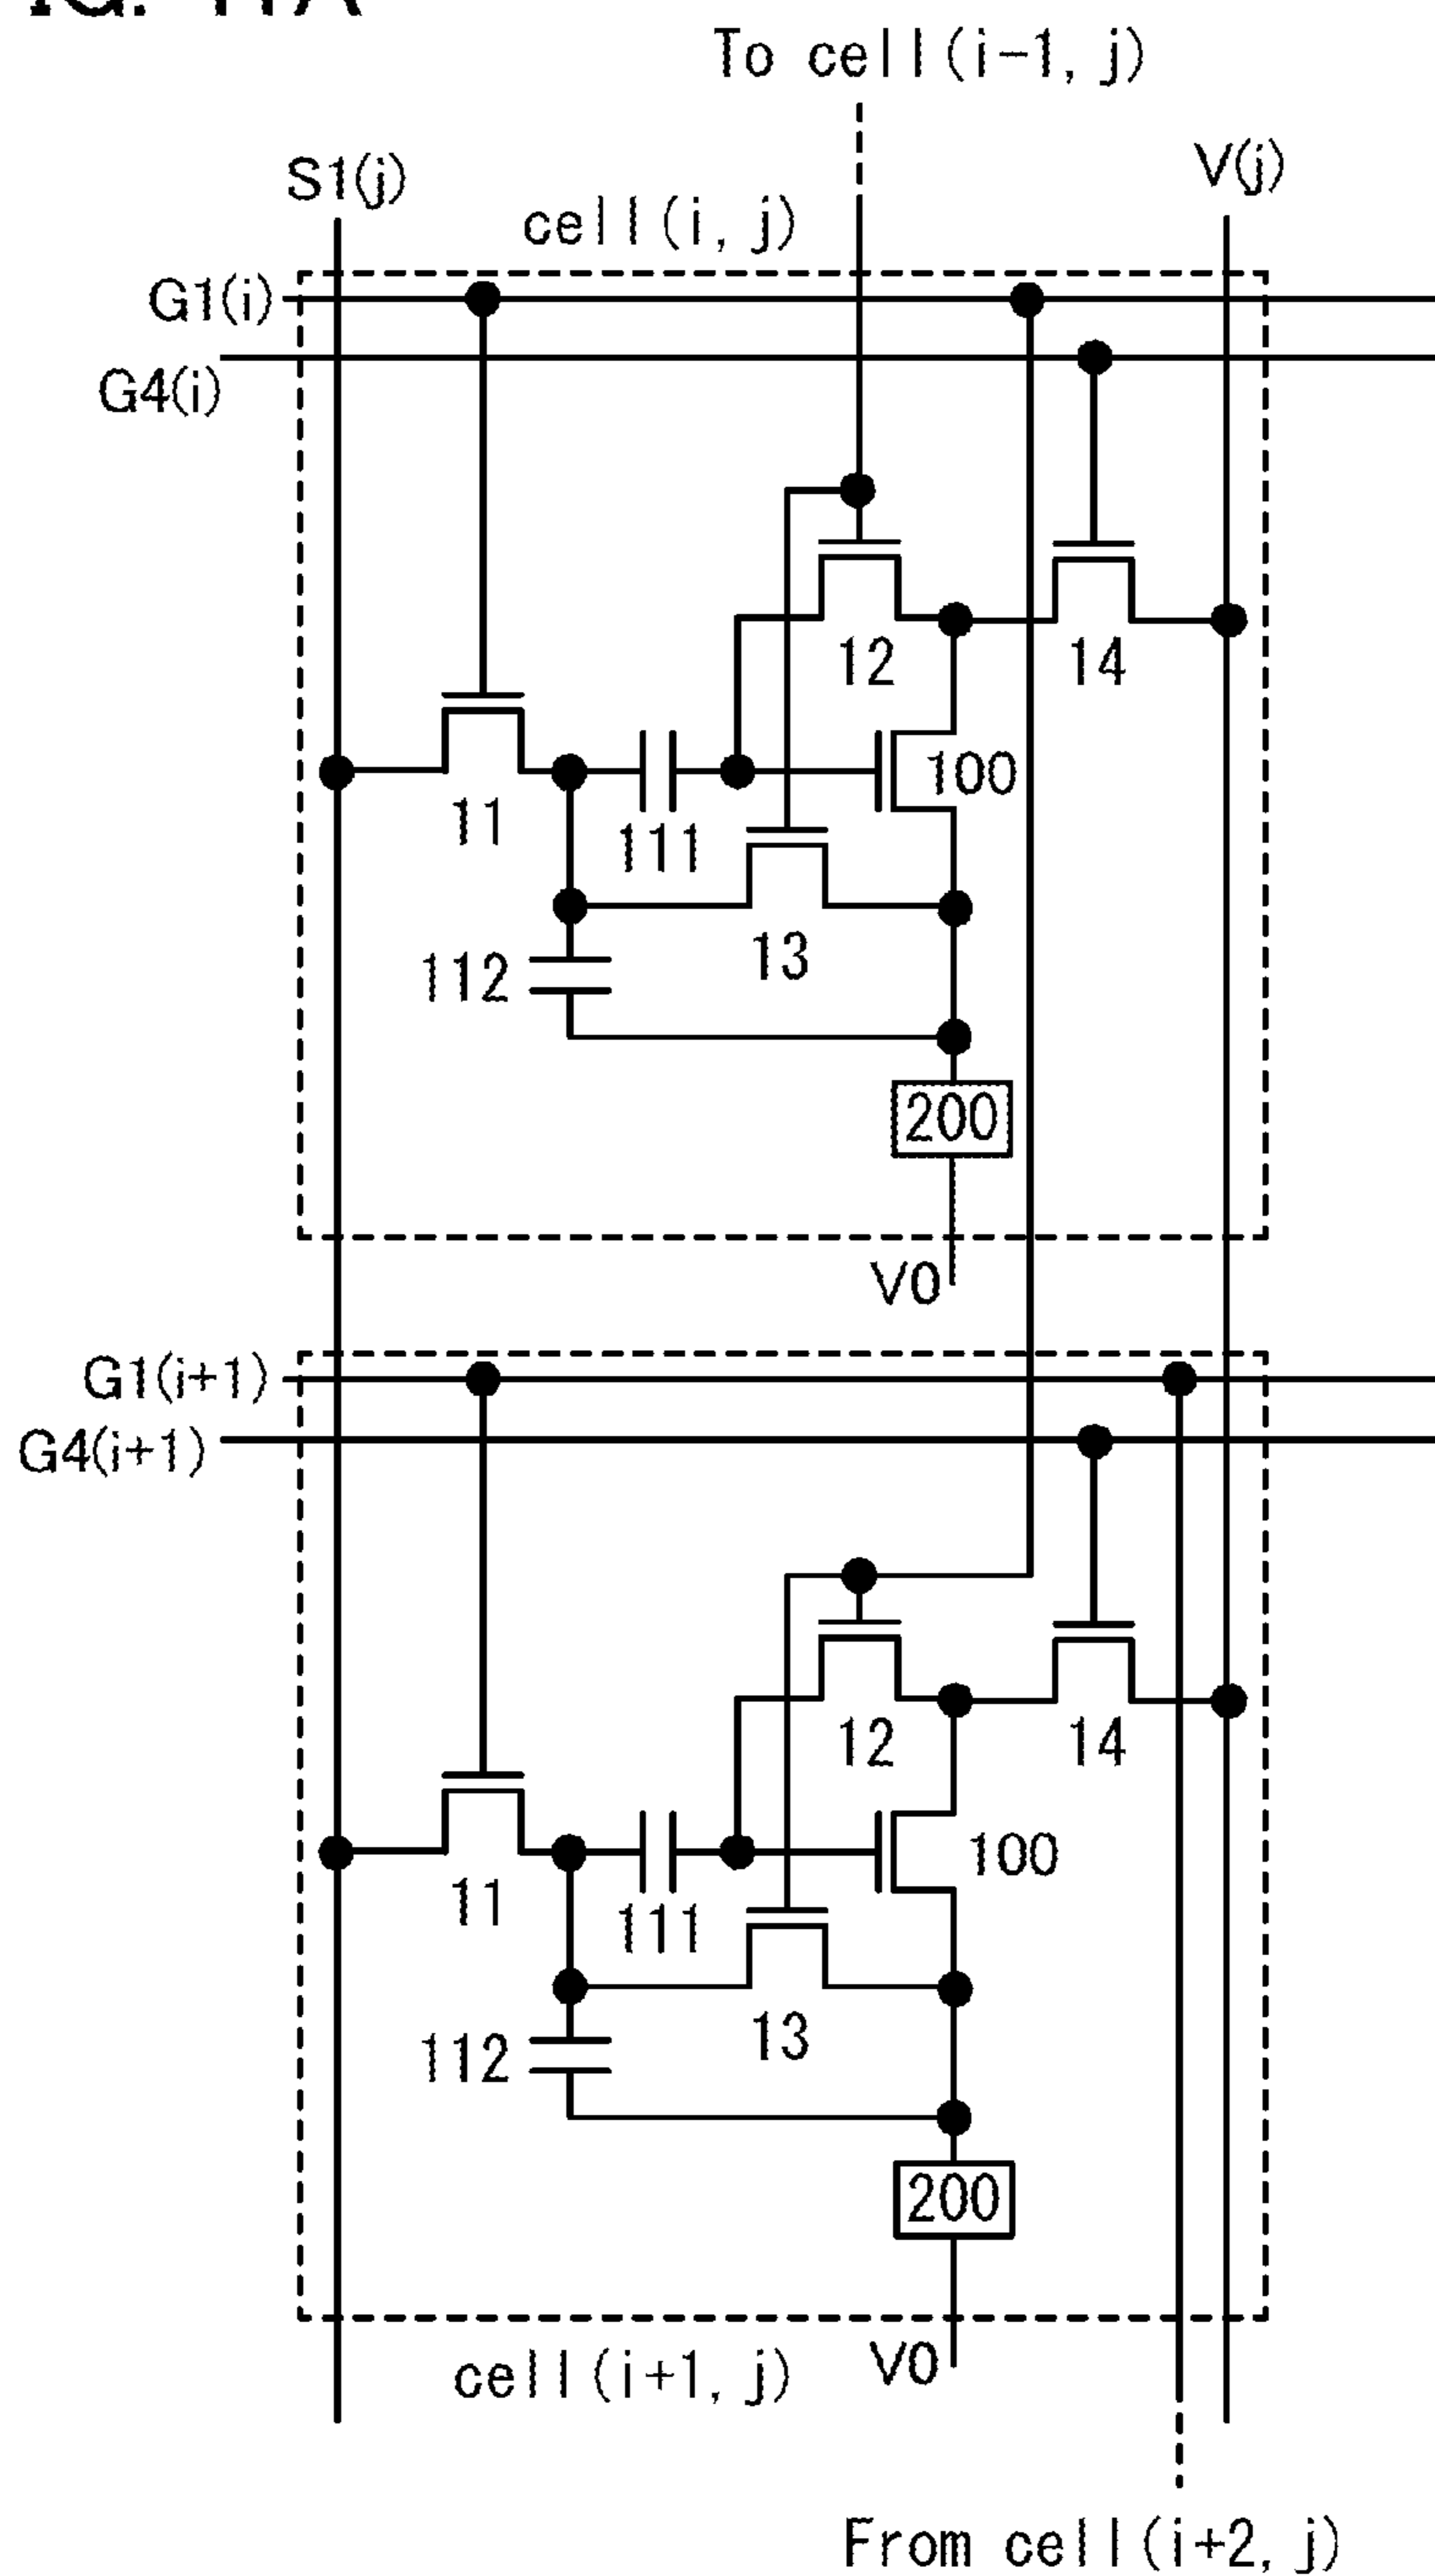 To cell(i-1, j)
S1(j)
V(j)
cell(i, j)
G1(i)
G4(i)
12
14
100
11
111
13
112
200
V0
G1(i+1)
G4(i+1)
12
14
100
11
111
13
112
200
V0
cell(i+1, j)
From cell(i+2, j)